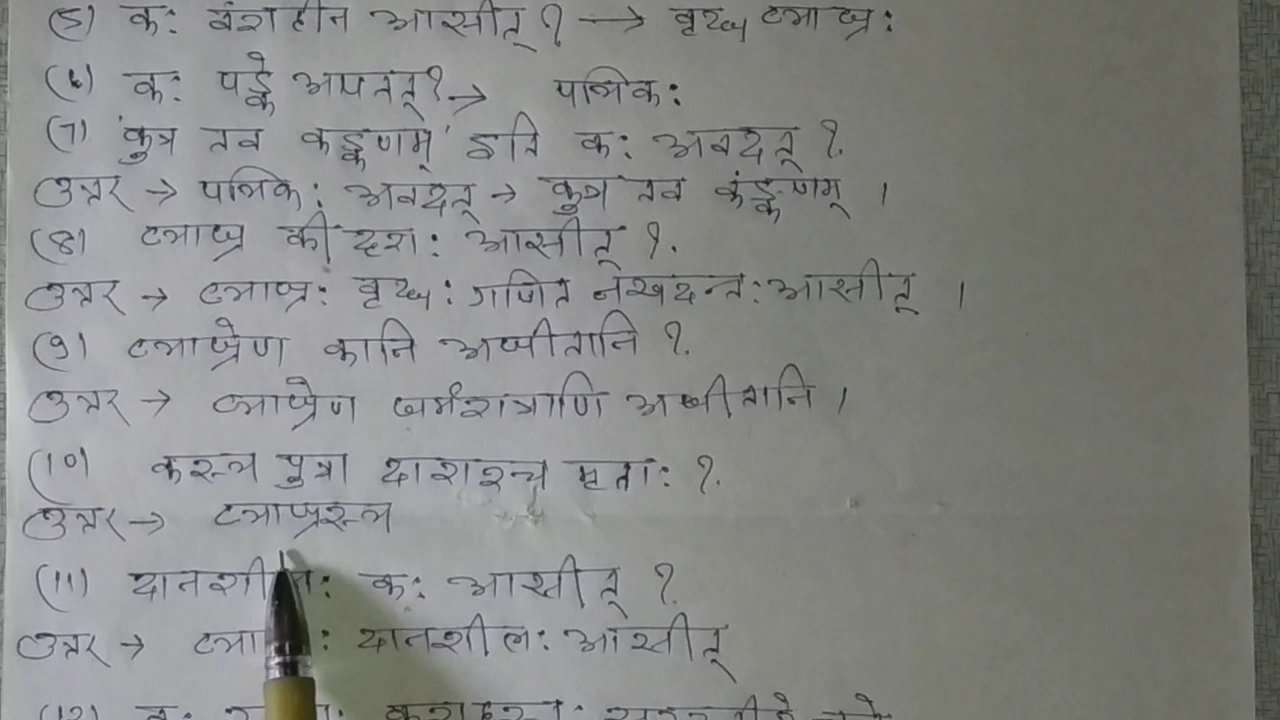 (5) कः वंशहीन आसीत् ? → वृद्ध व्याघ्रः
(6) कः पङ्के अपतत् ? → पथिकः
(7) 'कुत्र तव कङ्कणम्' इति कः अवदत् ?
उत्तर → पथिकः अवदत् → कुत्र तव कंङ्कणम् ।
(8) व्याघ्र कीदृशः आसीत् ?
उत्तर → व्याघ्रः वृद्धः गलित नखदन्तः आसीत् ।
(9) व्याघ्रेण कानि अधीतानि ?
उत्तर → व्याघ्रेण धर्मशत्राणि अधीतानि ।
(10) कस्य पुत्रा दाराश्च मृताः ?
उत्तर → व्याघ्रस्य
(11) दानशीलः कः आसीत् ?
उत्तर → दानशीलः आसीत्
(12)